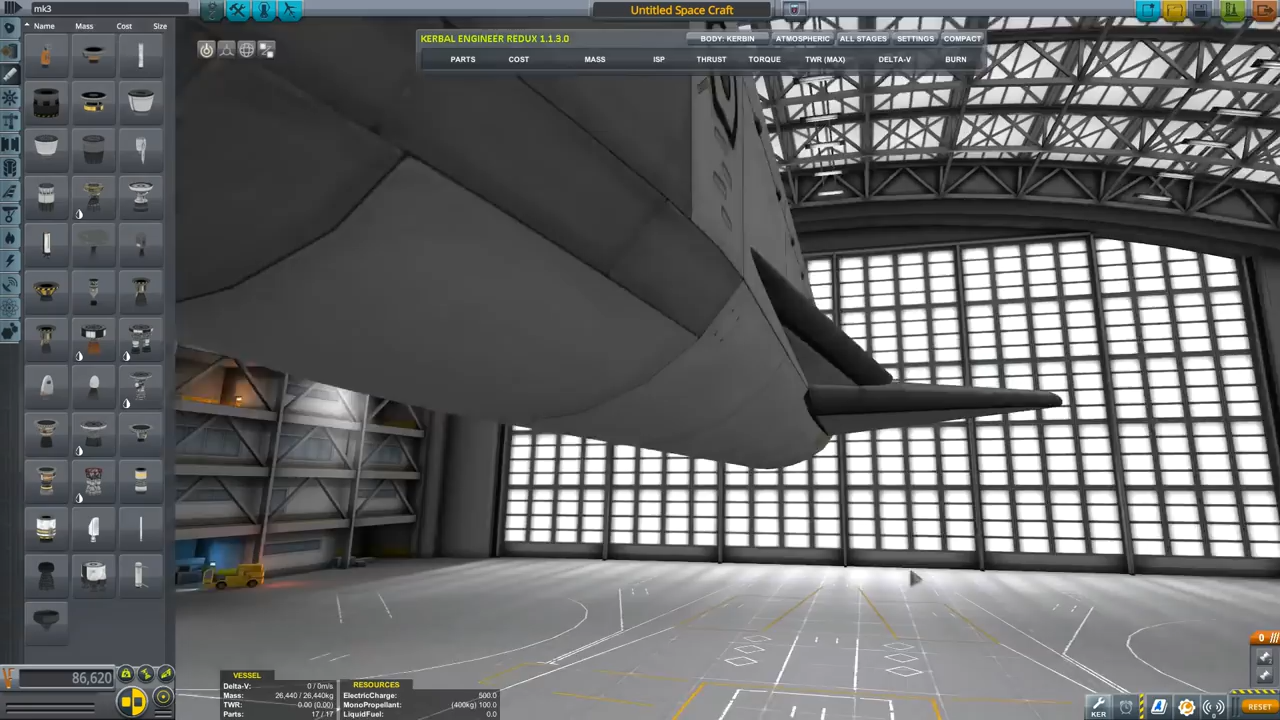 mk3
Untitled Space Craft
Name Mass Cost Size
KERBAL ENGINEER REDUX 1.1.3.0
BODY: KERBIN ATMOSPHERIC ALL STAGES SETTINGS COMPACT
PARTS COST MASS ISP THRUST TORQUE TWR (MAX) DELTA-V BURN
0
86,620
VESSEL
Delta-V: 0 / 0m/s
Mass: 26,440 / 26,440kg
TWR: 0.00 (0.00)
Parts: 17 / 17
RESOURCES
ElectricCharge: 500.0
MonoPropellant: (400kg) 100.0
LiquidFuel: 0.0
KER
RESET